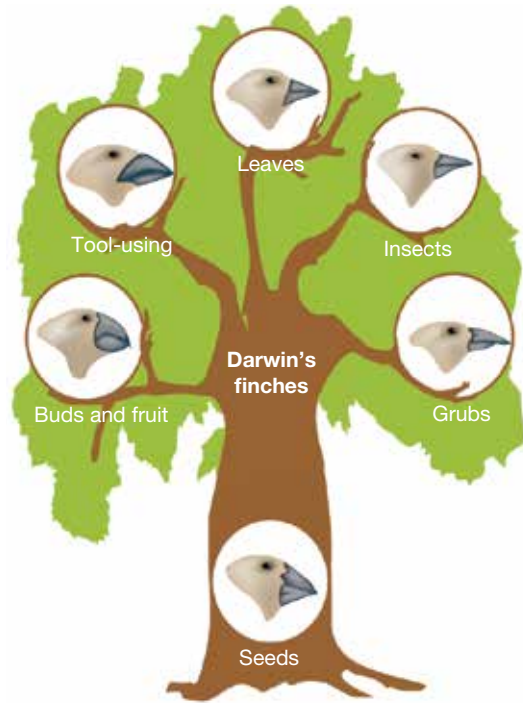 Leaves
Tool-using
Insects
Darwin's
finches
Buds and fruit
Grubs
Seeds